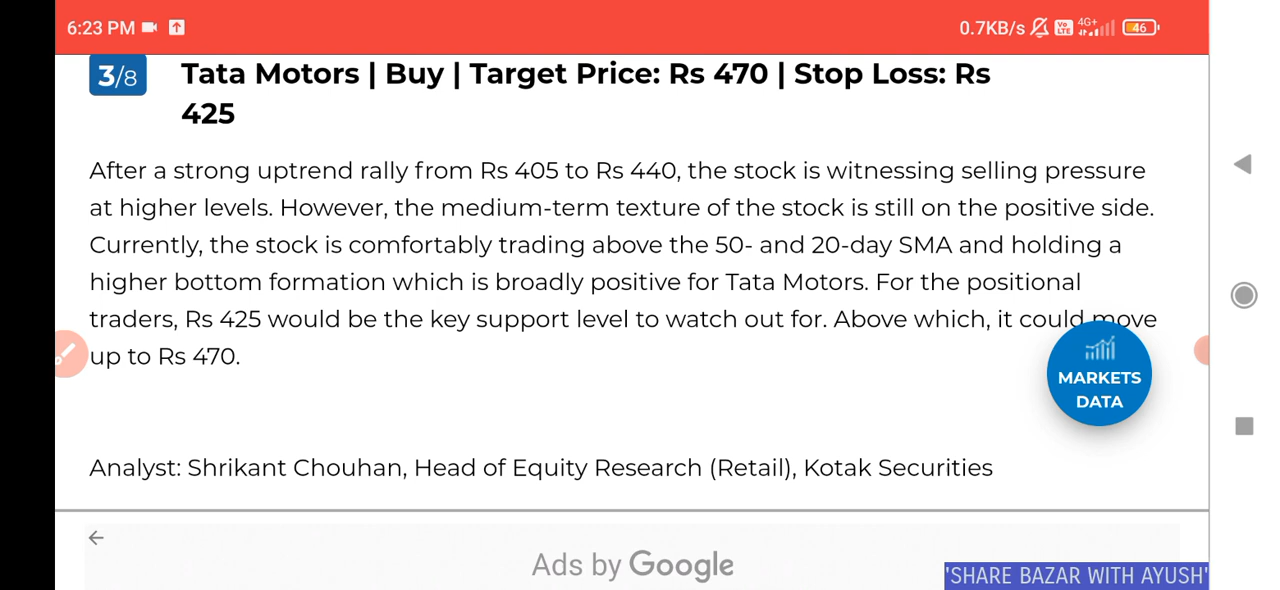 6:23 PM
0.7KB/s Vo LTE 4G+ 46
3/8
Tata Motors | Buy | Target Price: Rs 470 | Stop Loss: Rs
425
After a strong uptrend rally from Rs 405 to Rs 440, the stock is witnessing selling pressure
at higher levels. However, the medium-term texture of the stock is still on the positive side.
Currently, the stock is comfortably trading above the 50- and 20-day SMA and holding a
higher bottom formation which is broadly positive for Tata Motors. For the positional
traders, Rs 425 would be the key support level to watch out for. Above which, it could move
up to Rs 470.
MARKETS
DATA
Analyst: Shrikant Chouhan, Head of Equity Research (Retail), Kotak Securities
Ads by Google
'SHARE BAZAR WITH AYUSH'